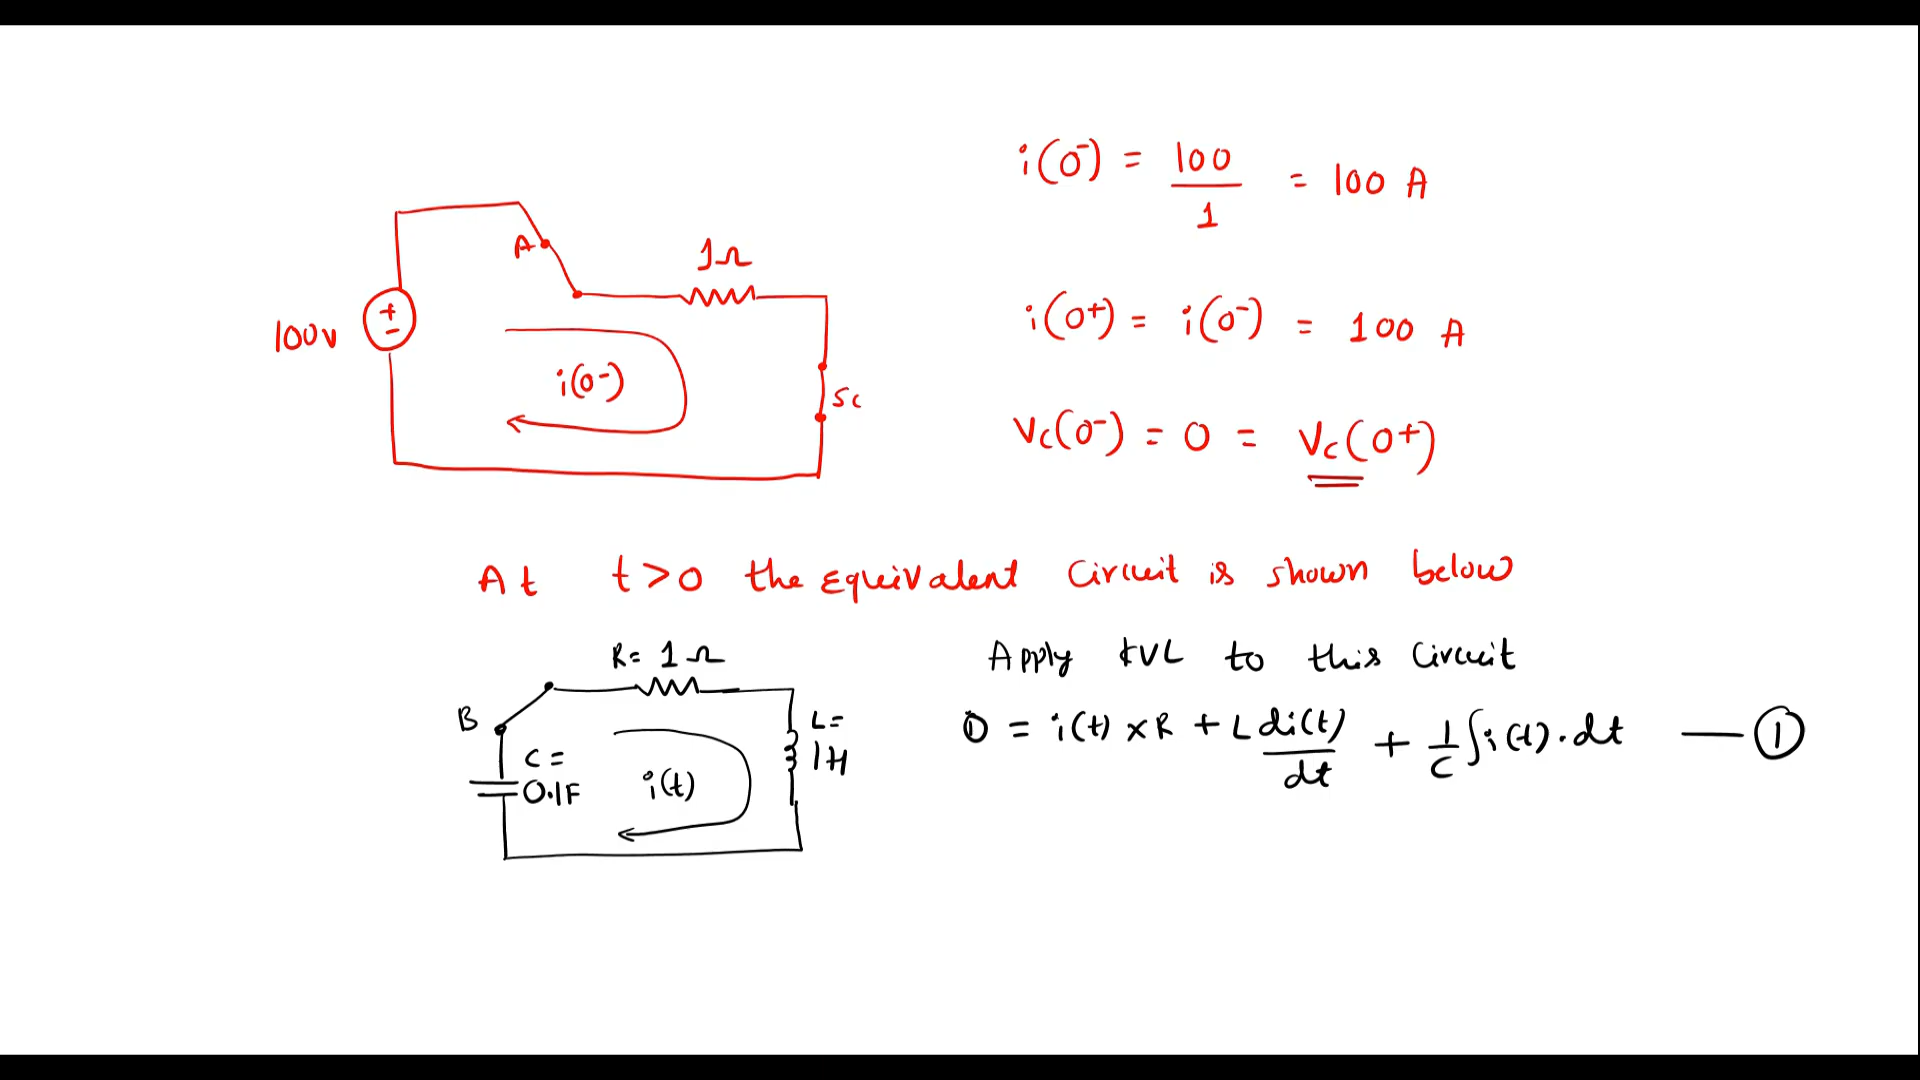 i(0⁻) = 100/1 = 100 A
A
1Ω
100v
+
-
i(0⁻)
SC
i(0+) = i(0⁻) = 100 A
Vc(0⁻) = 0 = Vc(0+)
At t>0 the Equivalent Circuit is shown below
R= 1Ω
Apply KVL to this Circuit
B
C=
0.1F
i(t)
L=
1H
0 = i(t) x R + L di(t)/dt + 1/C ∫i(t).dt — ①